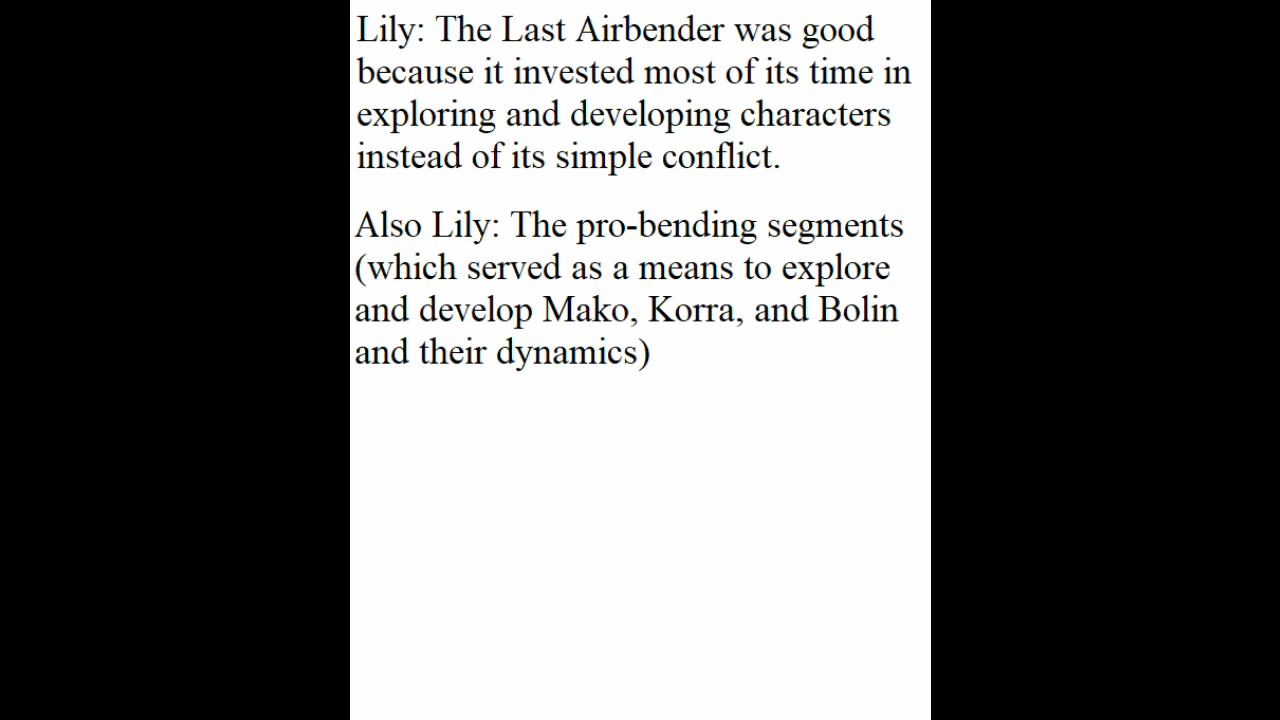 Lily: The Last Airbender was good
because it invested most of its time in
exploring and developing characters
instead of its simple conflict.
Also Lily: The pro-bending segments
(which served as a means to explore
and develop Mako, Korra, and Bolin
and their dynamics)